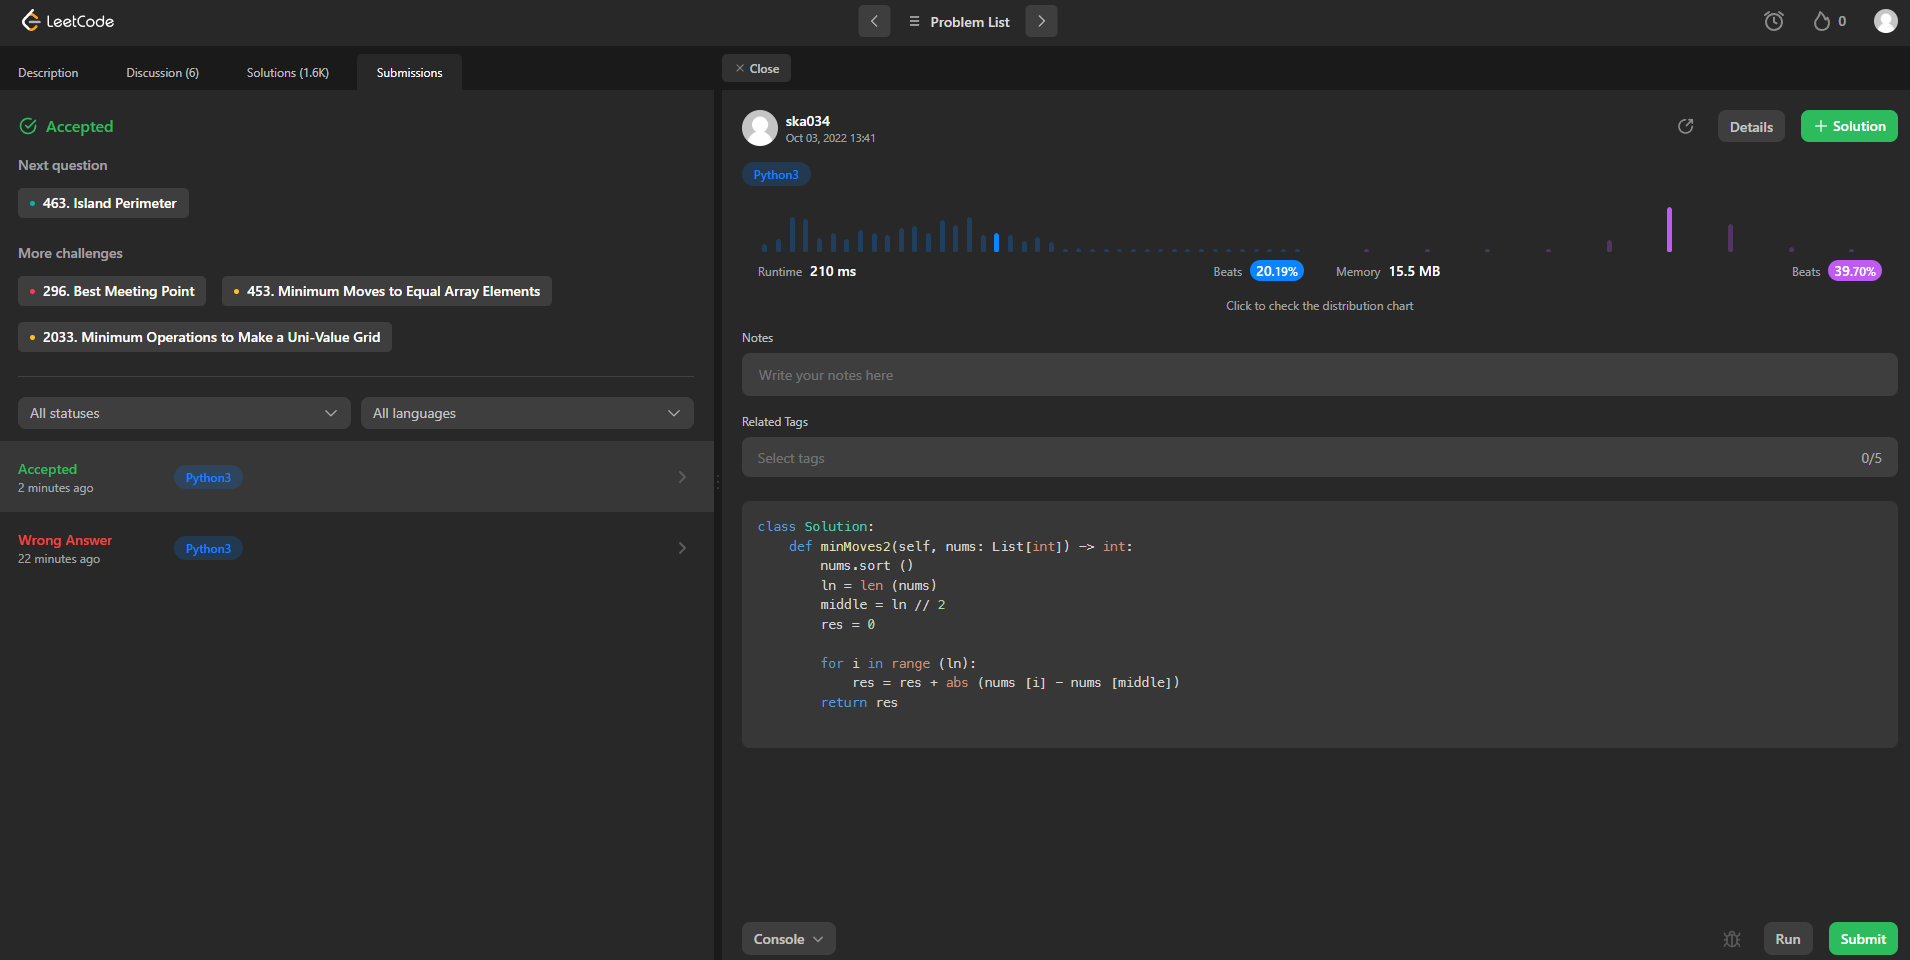 LeetCode
Problem List
0
Description
Discussion (6)
Solutions (1.6K)
Submissions
Close
Accepted
Next question
463. Island Perimeter
More challenges
296. Best Meeting Point
453. Minimum Moves to Equal Array Elements
2033. Minimum Operations to Make a Uni-Value Grid
All statuses
All languages
Accepted
2 minutes ago
Python3
Wrong Answer
22 minutes ago
Python3
ska034
Oct 03, 2022 13:41
Details
+ Solution
Python3
Runtime 210 ms
Beats 20.19%
Memory 15.5 MB
Beats 39.70%
Click to check the distribution chart
Notes
Write your notes here
Related Tags
Select tags
0/5
class Solution:
    def minMoves2(self, nums: List[int]) -> int:
        nums.sort ()
        ln = len (nums)
        middle = ln // 2
        res = 0

        for i in range (ln):
            res = res + abs (nums [i] - nums [middle])
        return res
Console
Run
Submit